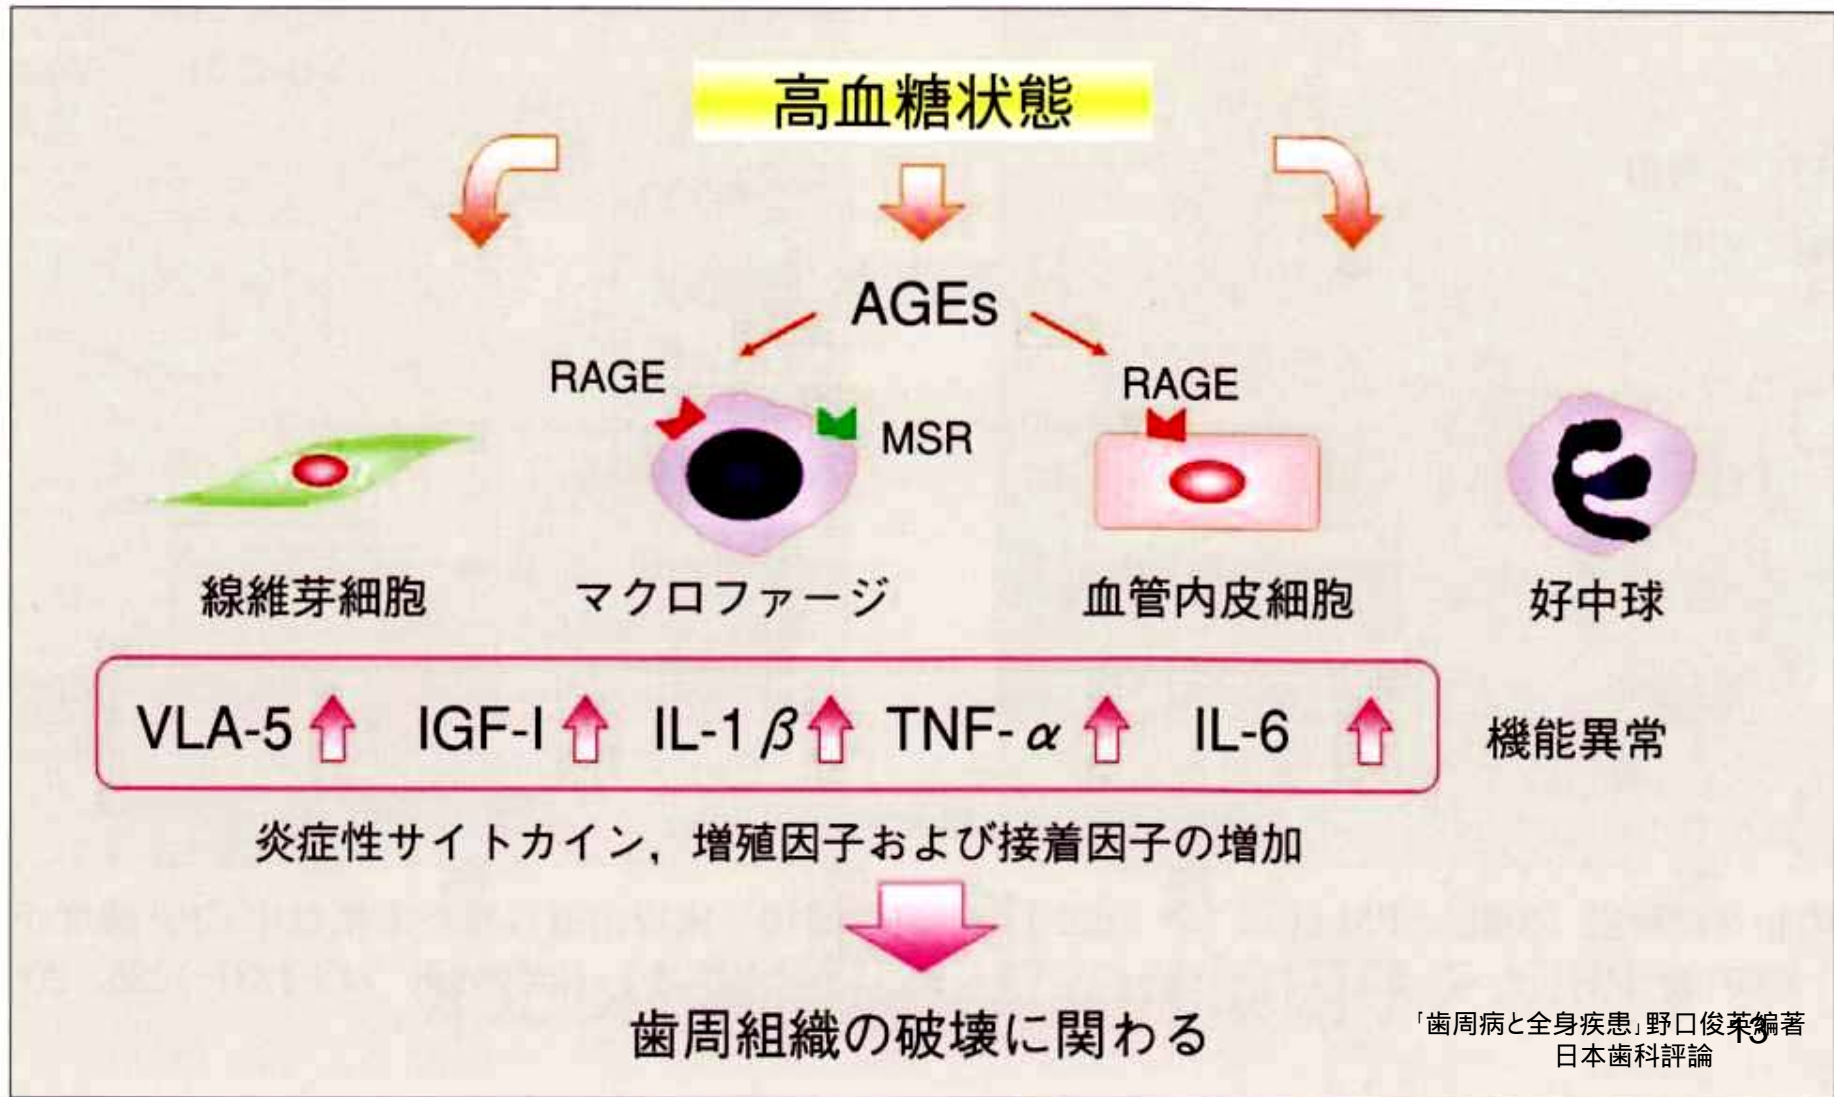 高血糖状態
AGEs
RAGE
RAGE
MSR
線維芽細胞
マクロファージ
血管内皮細胞
好中球
VLA-5 IGF-I IL-1β TNF-α IL-6
機能異常
炎症性サイトカイン，増殖因子および接着因子の増加
歯周組織の破壊に関わる
「歯周病と全身疾患」野口俊英編著
13
日本歯科評論